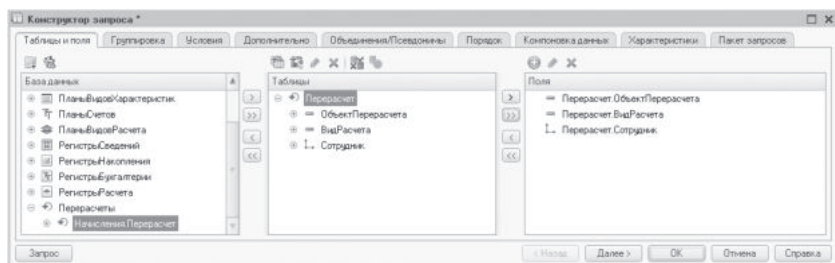 Конструктор запроса *
Таблицы и поля Группировка Условия Дополнительно Объединения/Псевдонимы Порядок Компоновка данных Характеристики Пакет запросов
База данных
ПланыВидовХарактеристик
ПланыСчетов
ПланыВидовРасчета
РегистрыСведений
РегистрыНакопления
РегистрыБухгалтерии
РегистрыРасчета
Перерасчеты
Начисления.Перерасчет
Таблицы
Перерасчет
ОбъектПерерасчета
ВидРасчета
Сотрудник
>
>>
<
<<
Поля
Перерасчет.ОбъектПерерасчета
Перерасчет.ВидРасчета
Перерасчет.Сотрудник
>
>>
<
<<
Запрос < Назад Далее > ОК Отмена Справка